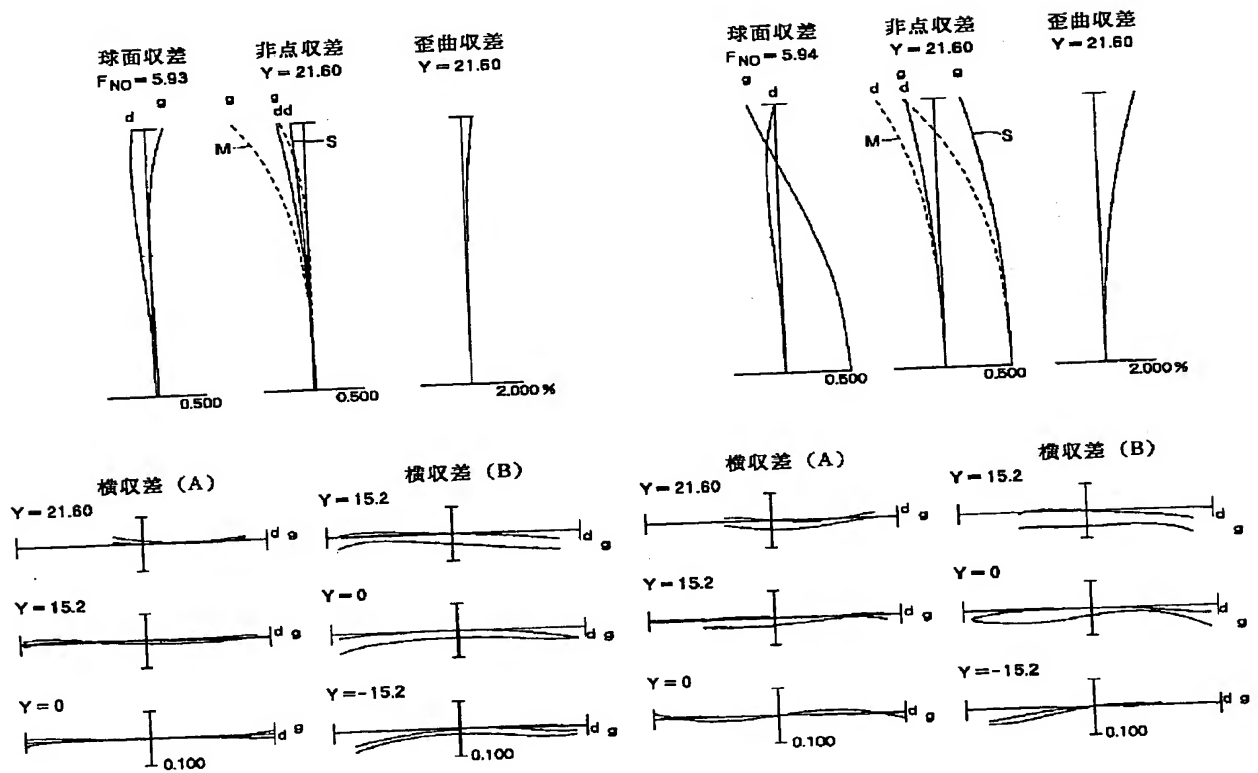 球面収差
FNO=5.93
d
g
0.500
非点収差
Y=21.60
g
g
dd
M
S
0.500
歪曲収差
Y=21.60
2.000%
横収差 (A)
Y=21.60
d g
Y=15.2
d g
Y=0
d g
0.100
横収差 (B)
Y=15.2
d g
Y=0
d g
Y=-15.2
d g
0.100
球面収差
FNO=5.94
g
d
0.500
非点収差
Y=21.60
d
g
d
g
M
S
0.500
歪曲収差
Y=21.60
2.000%
横収差 (A)
Y=21.60
d g
Y=15.2
d g
Y=0
d g
0.100
横収差 (B)
Y=15.2
d
g
Y=0
d
g
Y=-15.2
d g
0.100